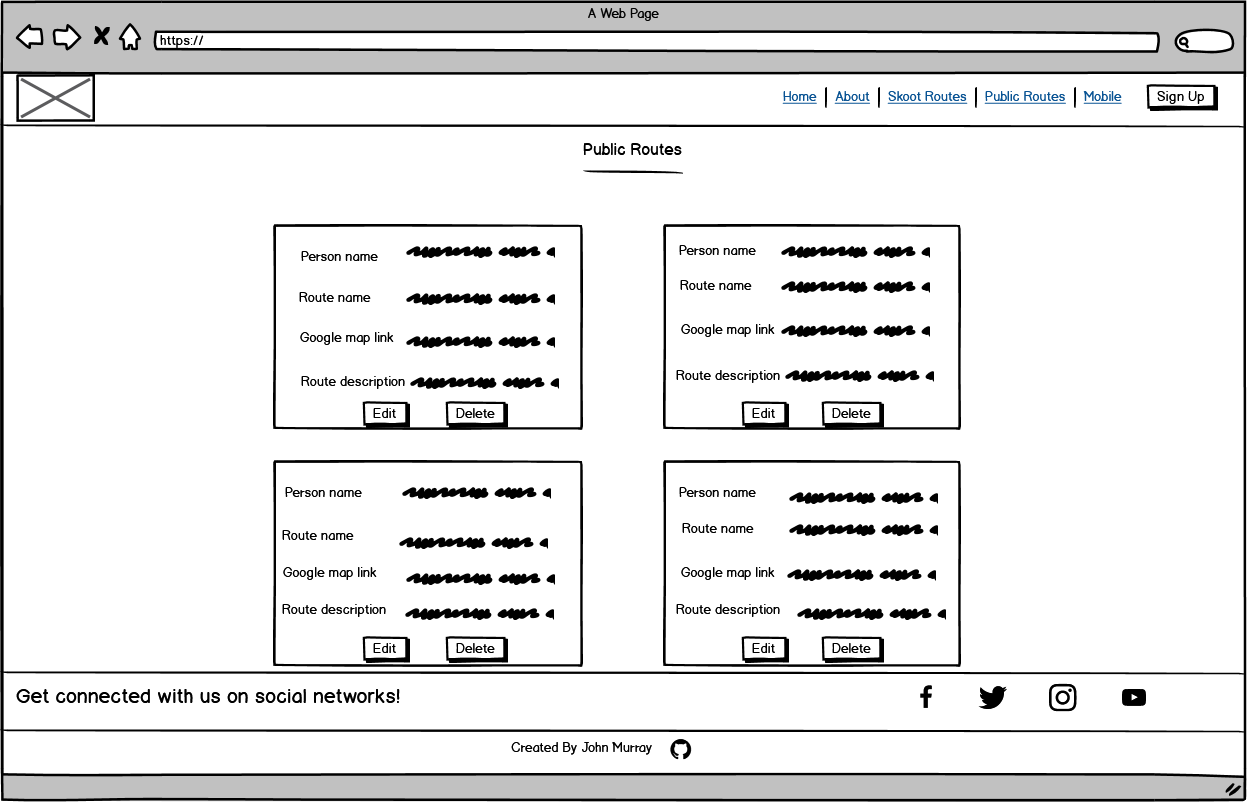 A Web Page
https://
Home About Skoot Routes Public Routes Mobile Sign Up
Public Routes
Person name
Route name
Google map link
Route description
Edit Delete
Person name
Route name
Google map link
Route description
Edit Delete
Person name
Route name
Google map link
Route description
Edit Delete
Person name
Route name
Google map link
Route description
Edit Delete
Get connected with us on social networks!
Created By John Murray